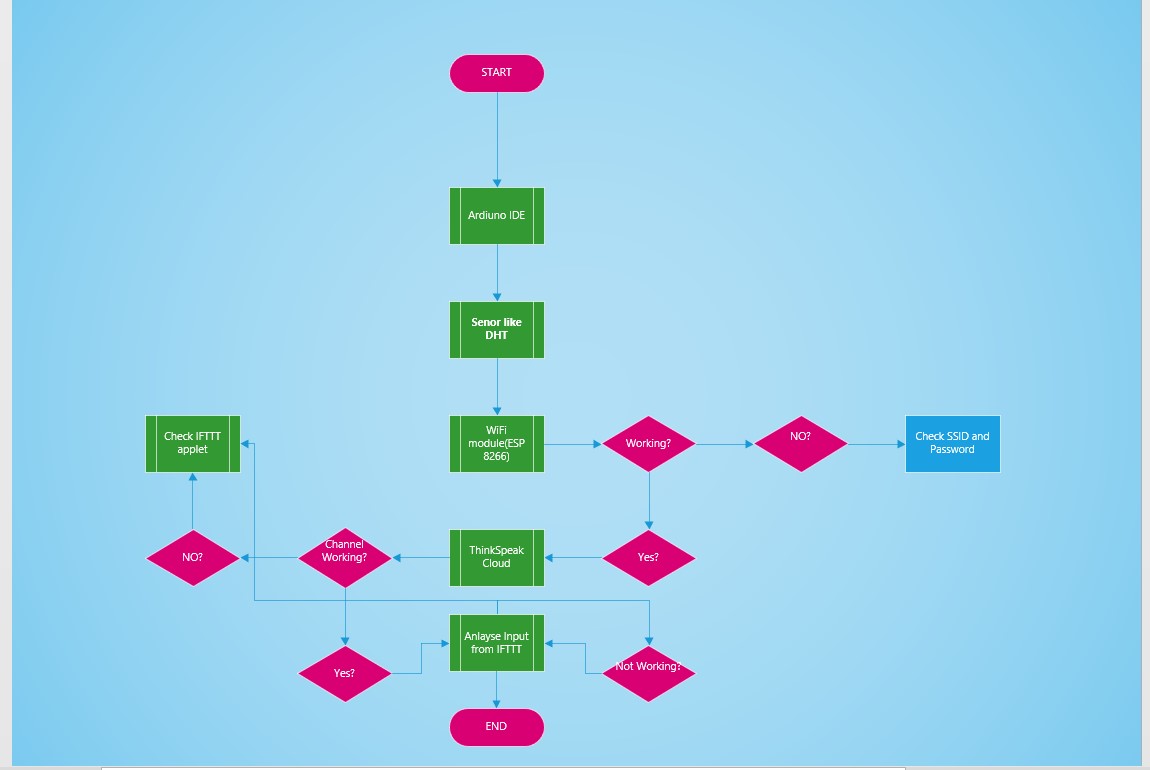 START
Ardiuno IDE
Senor like
DHT
Check IFTTT
applet
WiFi
module(ESP
8266)
Working?
NO?
Check SSID and
Password
NO?
Channel
Working?
ThinkSpeak
Cloud
Yes?
Yes?
Anlayse Input
from IFTTT
Not Working?
END